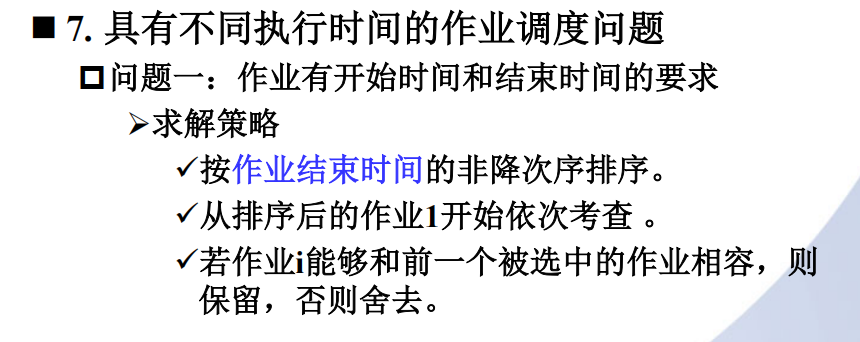 7. 具有不同执行时间的作业调度问题
问题一：作业有开始时间和结束时间的要求
求解策略
按作业结束时间的非降次序排序。
从排序后的作业1开始依次考查 。
若作业i能够和前一个被选中的作业相容，则
保留，否则舍去。